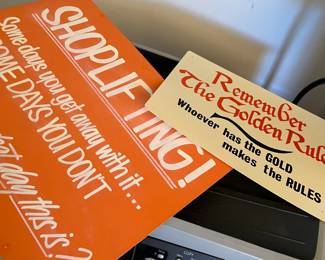 SHOPLIFTING!
Some days you get away with it...
SOME DAYS YOU DON'T
day this is?
Remember
The Golden Rule
Whoever has the GOLD
makes the RULES
COPY